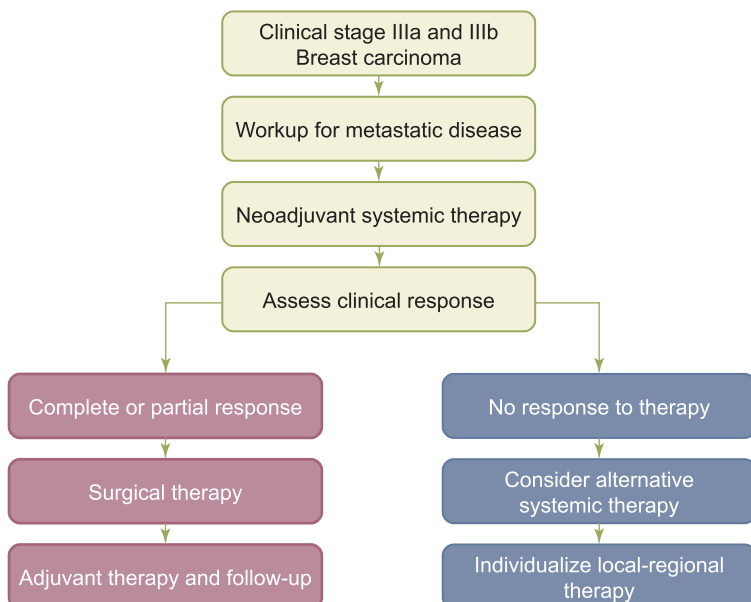 Clinical stage IIIa and IIIb
Breast carcinoma
Workup for metastatic disease
Neoadjuvant systemic therapy
Assess clinical response
Complete or partial response
Surgical therapy
Adjuvant therapy and follow-up
No response to therapy
Consider alternative
systemic therapy
Individualize local-regional
therapy